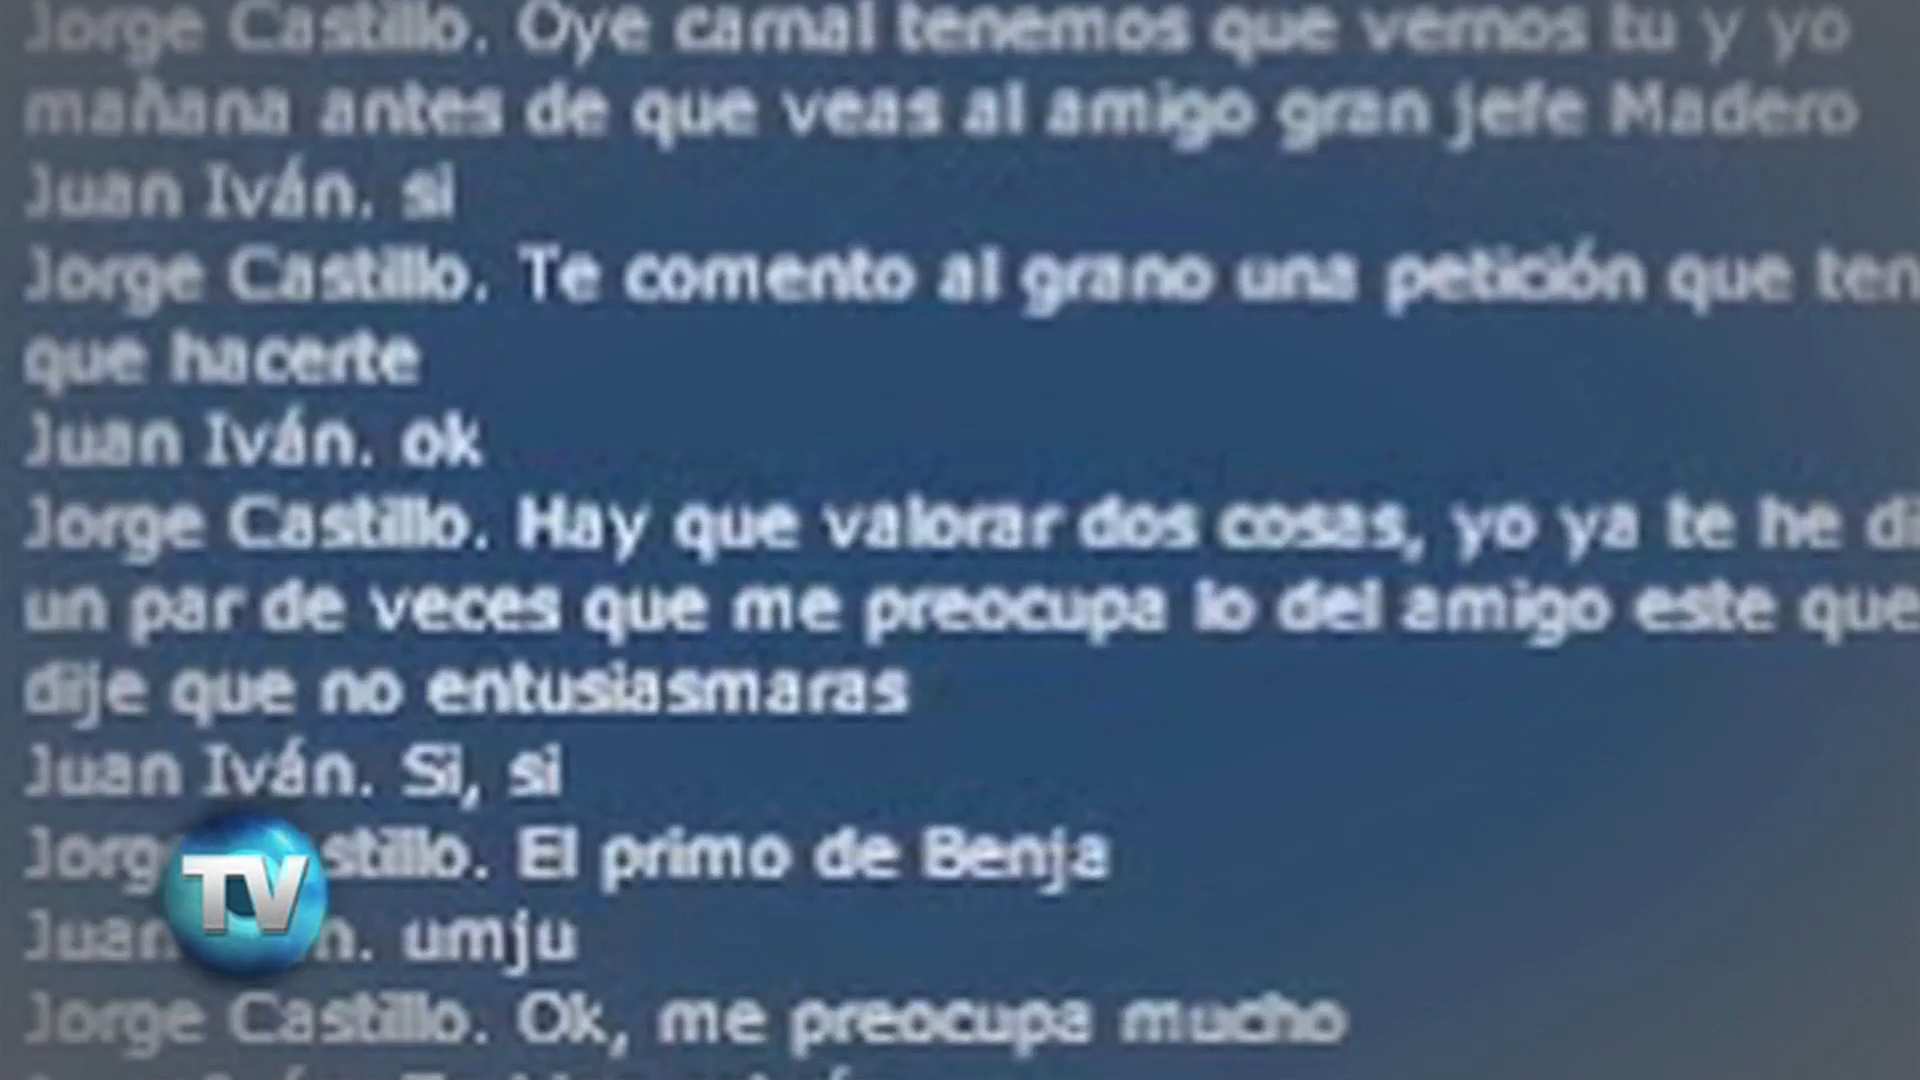 Jorge Castillo. Oye carnal tenemos que vernos tu y yo
mañana antes de que veas al amigo gran jefe Madero
Juan Iván. si
Jorge Castillo. Te comento al grano una petición que ten
que hacerte
Juan Iván. ok
Jorge Castillo. Hay que valorar dos cosas, yo ya te he di
un par de veces que me preocupa lo del amigo este que
dije que no entusiasmaras
Juan Iván. Si, si
Jorg stillo. El primo de Benja
TV
Juan n. umju
Jorge Castillo. Ok, me preocupa mucho